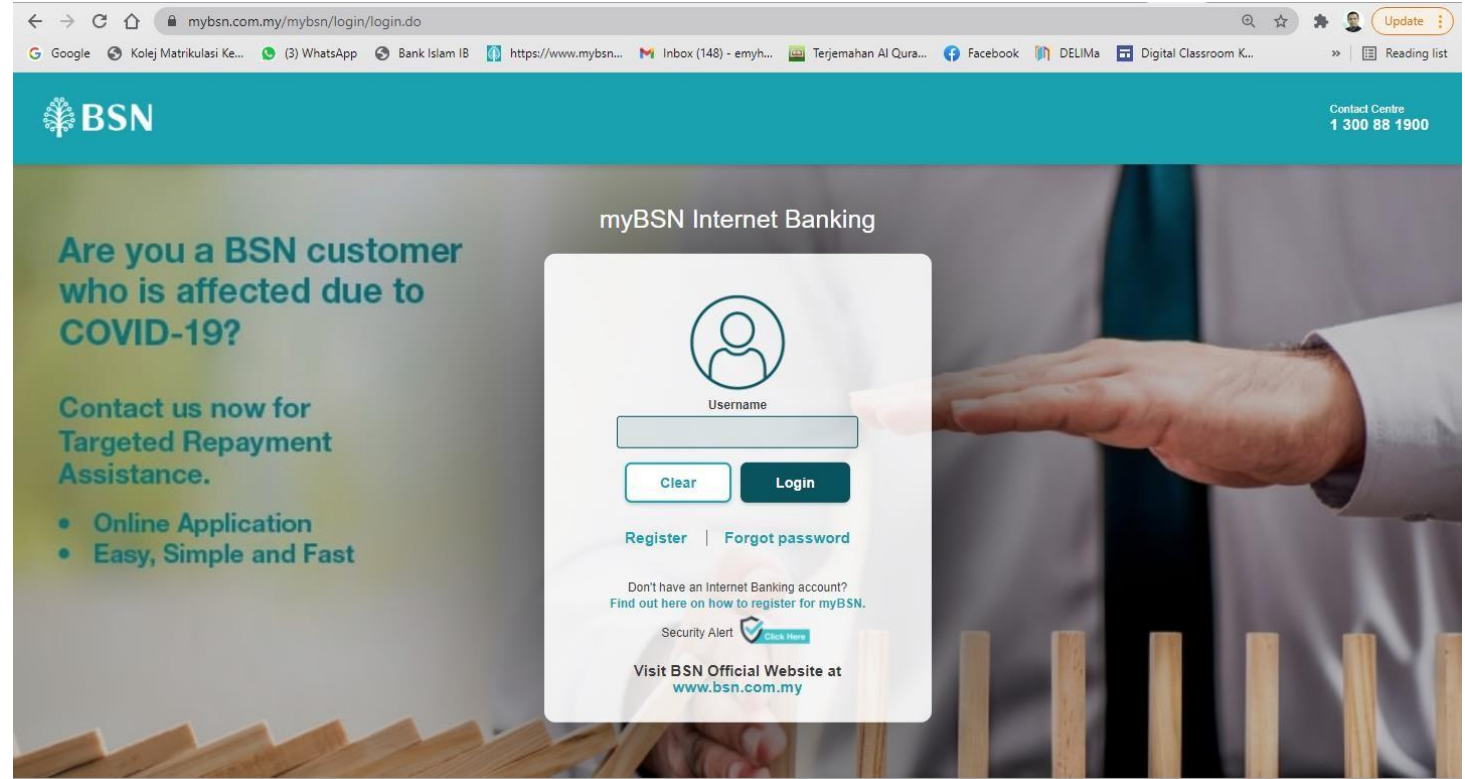 mybsn.com.my/mybsn/login/login.do
Update
Google Kolej Matrikulasi Ke... (3) WhatsApp Bank Islam IB https://www.mybsn... Inbox (148) - emyh... Terjemahan Al Qura... Facebook DELIMa Digital Classroom K... » Reading list
BSN
Contact Centre
1 300 88 1900
myBSN Internet Banking
Are you a BSN customer
who is affected due to
COVID-19?
Contact us now for
Targeted Repayment
Assistance.
• Online Application
• Easy, Simple and Fast
Username
Clear Login
Register | Forgot password
Don't have an Internet Banking account?
Find out here on how to register for myBSN.
Security Alert Click Here
Visit BSN Official Website at
www.bsn.com.my